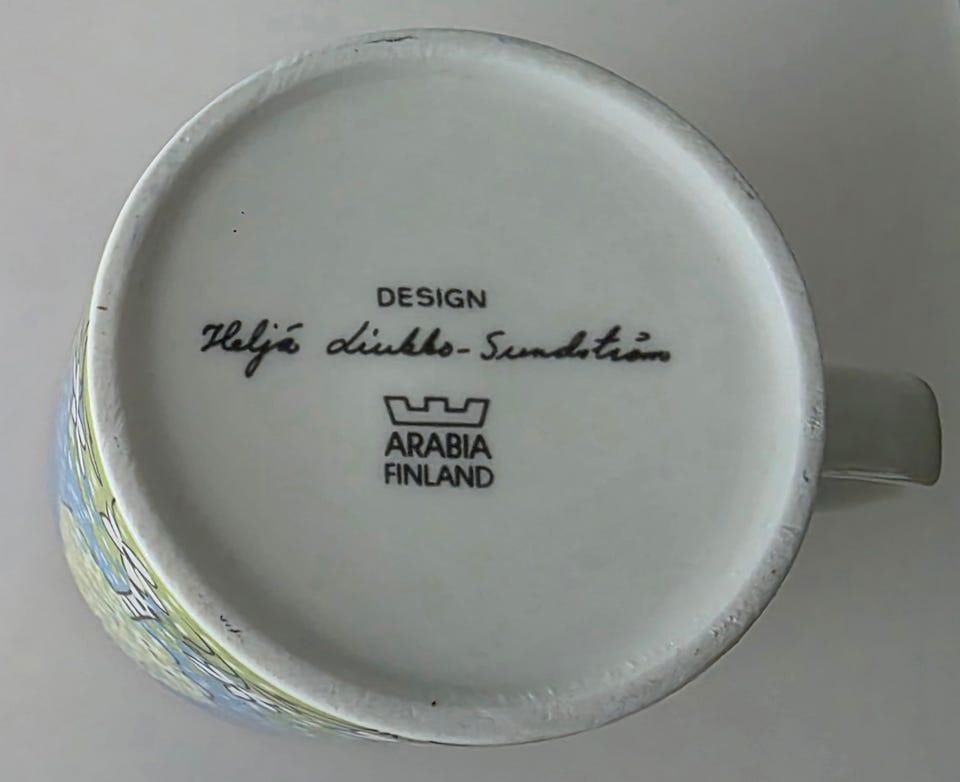 DESIGN
Heljä Liukko-Sundström
ARABIA
FINLAND